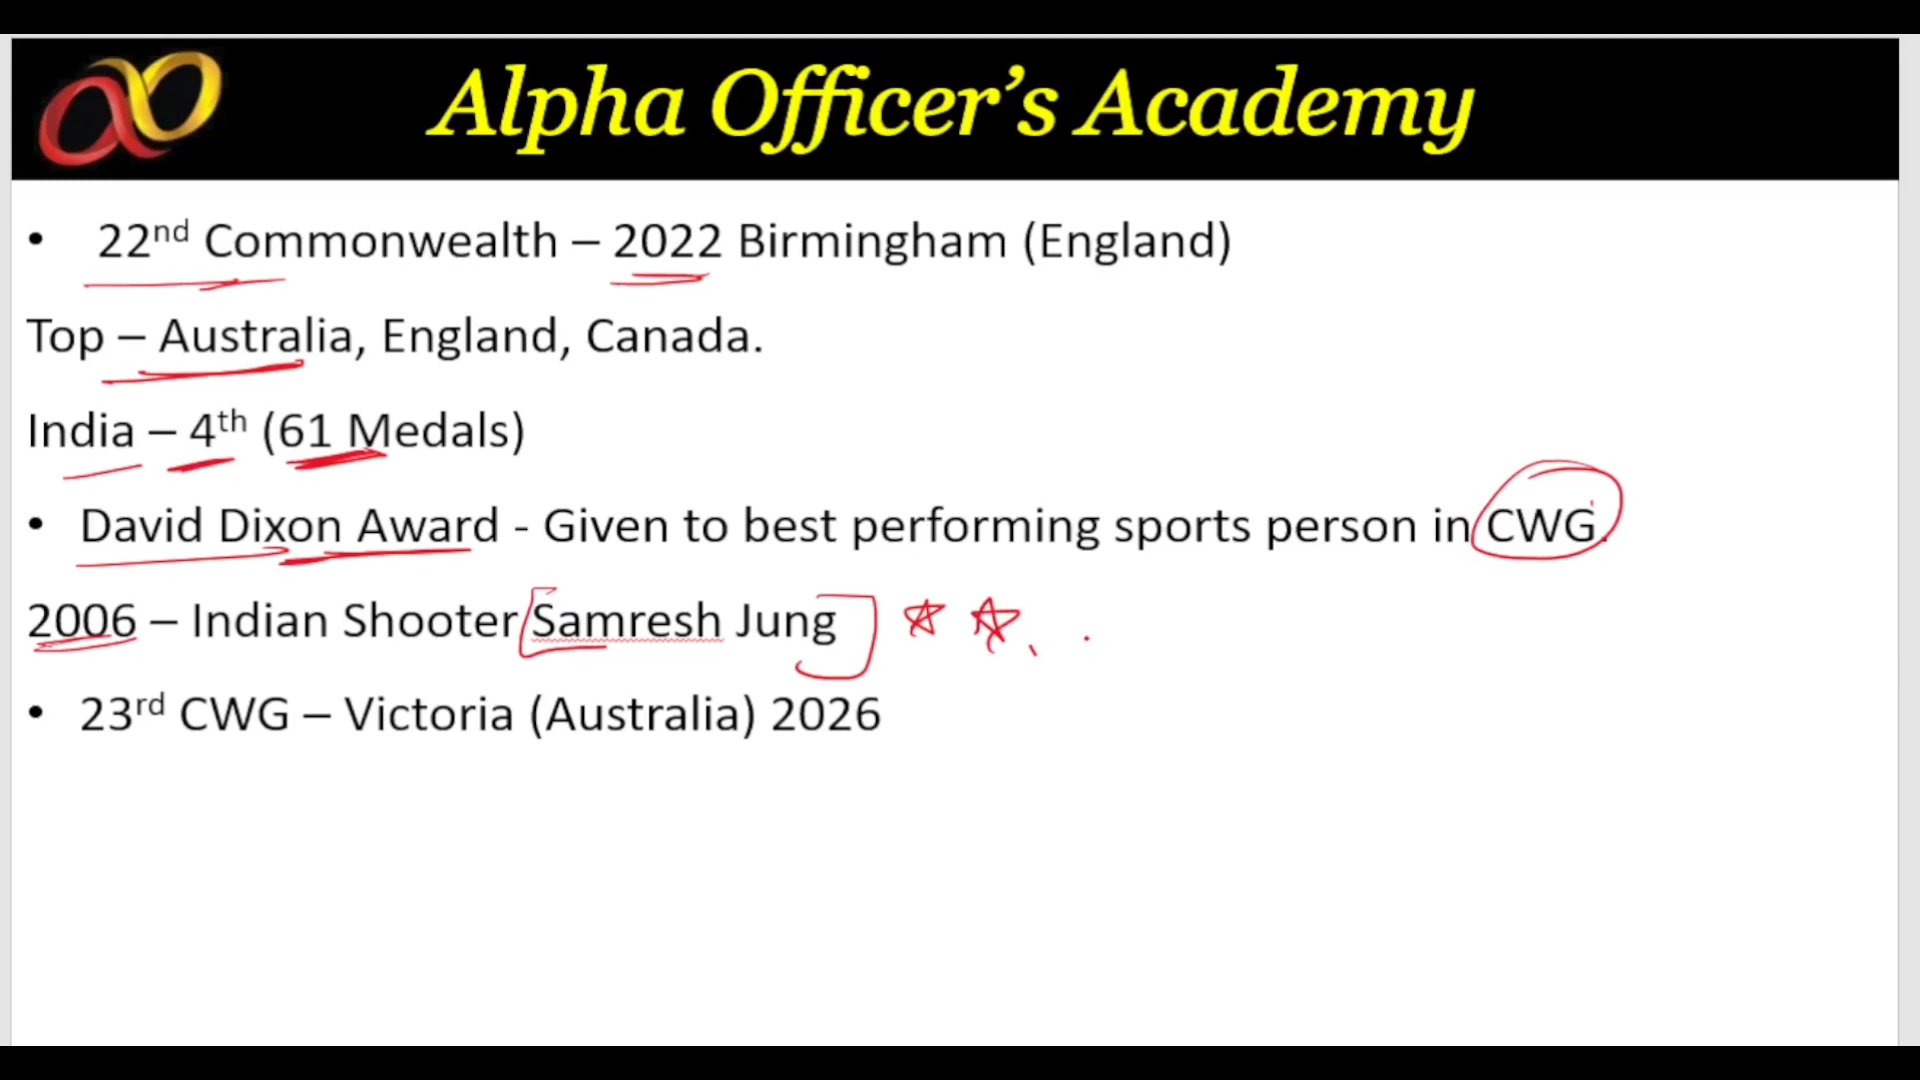 Alpha Officer’s Academy
• 22nd Commonwealth – 2022 Birmingham (England)
Top – Australia, England, Canada.
India – 4th (61 Medals)
• David Dixon Award - Given to best performing sports person in CWG.
2006 – Indian Shooter Samresh Jung
• 23rd CWG – Victoria (Australia) 2026